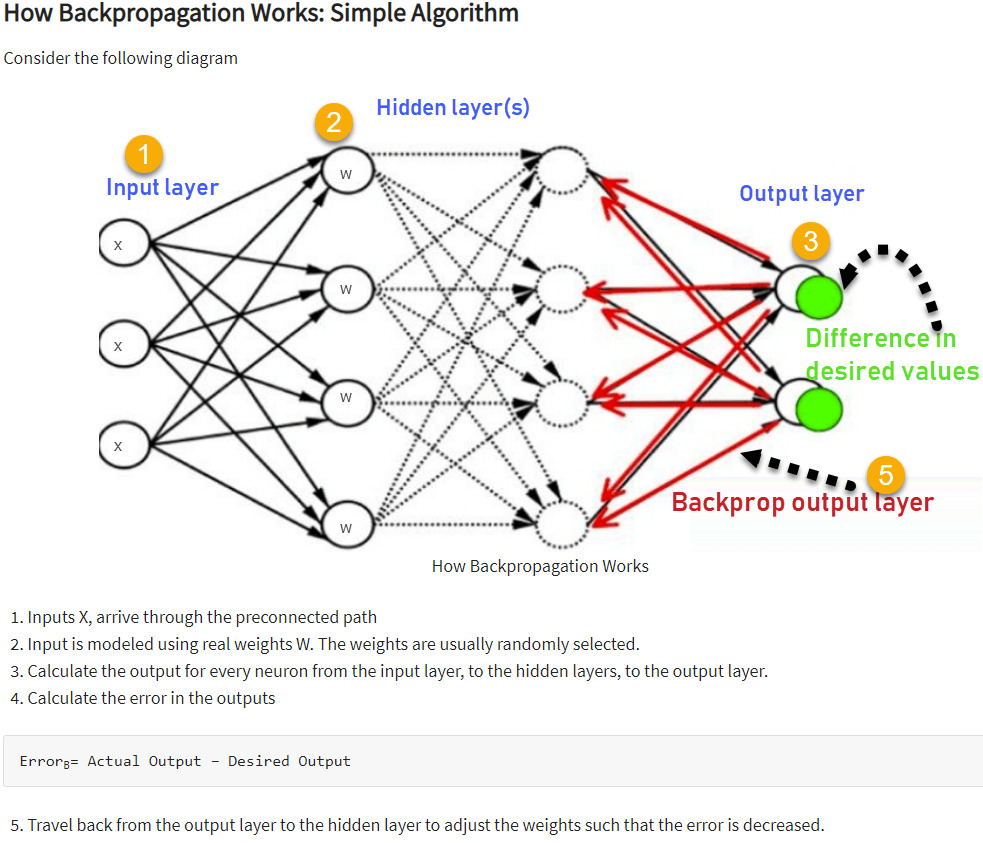 How Backpropagation Works: Simple Algorithm
Consider the following diagram
Hidden layer(s)
2
1
Input layer
Output layer
3
W
X
W
X
W
X
W
Difference in
desired values
5
Backprop output layer
How Backpropagation Works
1. Inputs X, arrive through the preconnected path
2. Input is modeled using real weights W. The weights are usually randomly selected.
3. Calculate the output for every neuron from the input layer, to the hidden layers, to the output layer.
4. Calculate the error in the outputs
ErrorB= Actual Output – Desired Output
5. Travel back from the output layer to the hidden layer to adjust the weights such that the error is decreased.